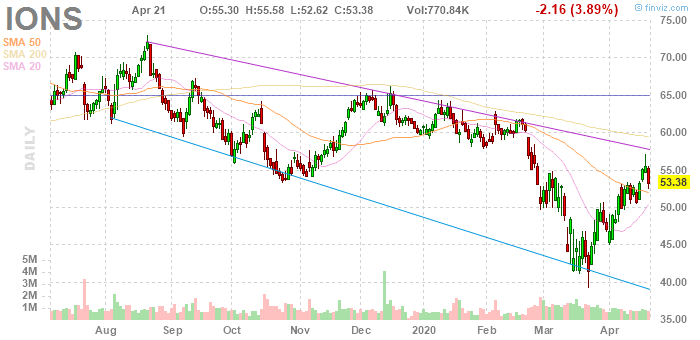 IONS Apr 21 O:55.30 H:55.58 L:52.62 C:53.38 Vol:770.84K -2.16 (3.89%) © finviz.com
SMA 50
SMA 200
SMA 20
DAILY
75.00
70.00
65.00
60.00
55.00
53.38
50.00
45.00
40.00
35.00
5M
4M
3M
2M
1M
Aug Sep Oct Nov Dec 2020 Feb Mar Apr